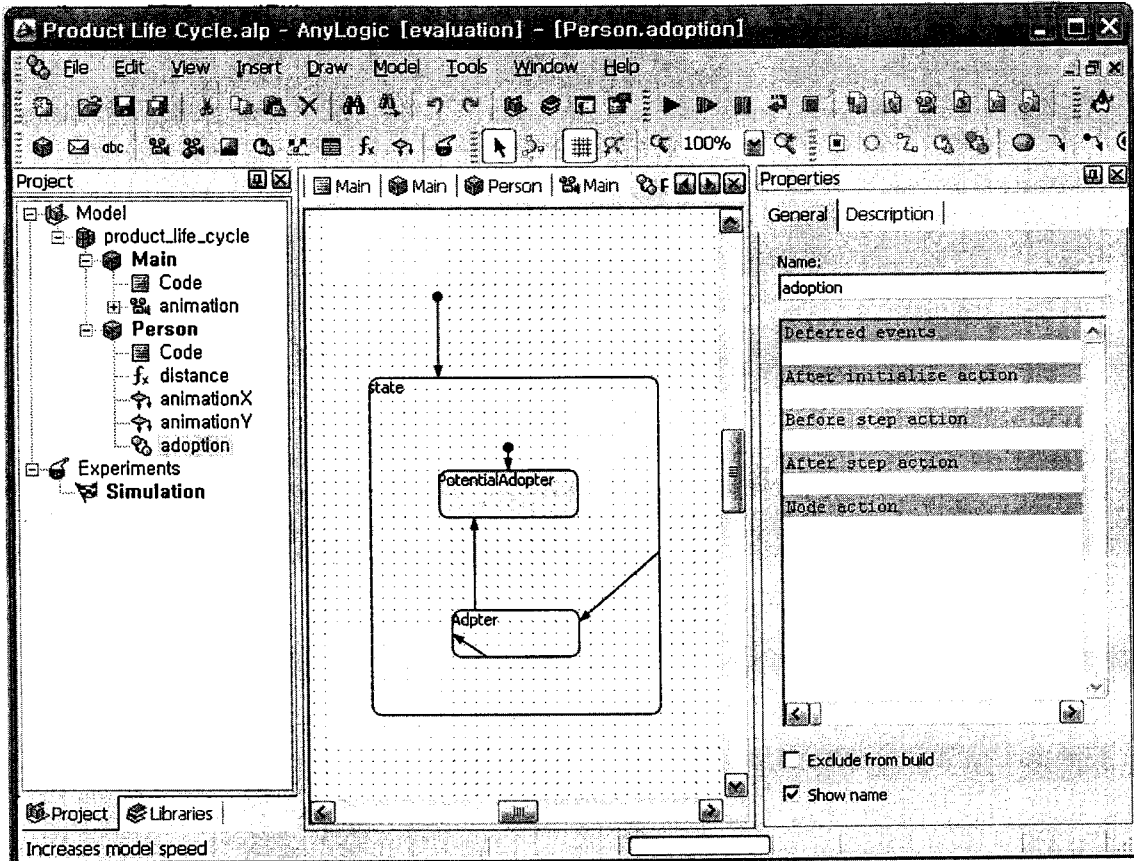 Product Life Cycle.alp - AnyLogic [evaluation] - [Person.adoption]
File Edit View Insert Draw Model Tools Window Help
abc fx 100%
Project
Model
product_life_cycle
Main
Code
animation
Person
Code
fx distance
animationX
animationY
adoption
Experiments
Simulation
Project Libraries
Main Main Person Main
state
PotentialAdopter
Adpter
Properties
General Description
Name:
adoption
Deferred events
After initialize action
Before step action
After step action
Node action
Exclude from build
Show name
Increases model speed